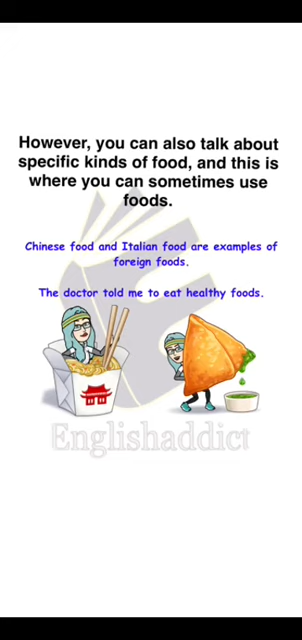 However, you can also talk about
specific kinds of food, and this is
where you can sometimes use
foods.
Chinese food and Italian food are examples of
foreign foods.
The doctor told me to eat healthy foods.
Englishaddict